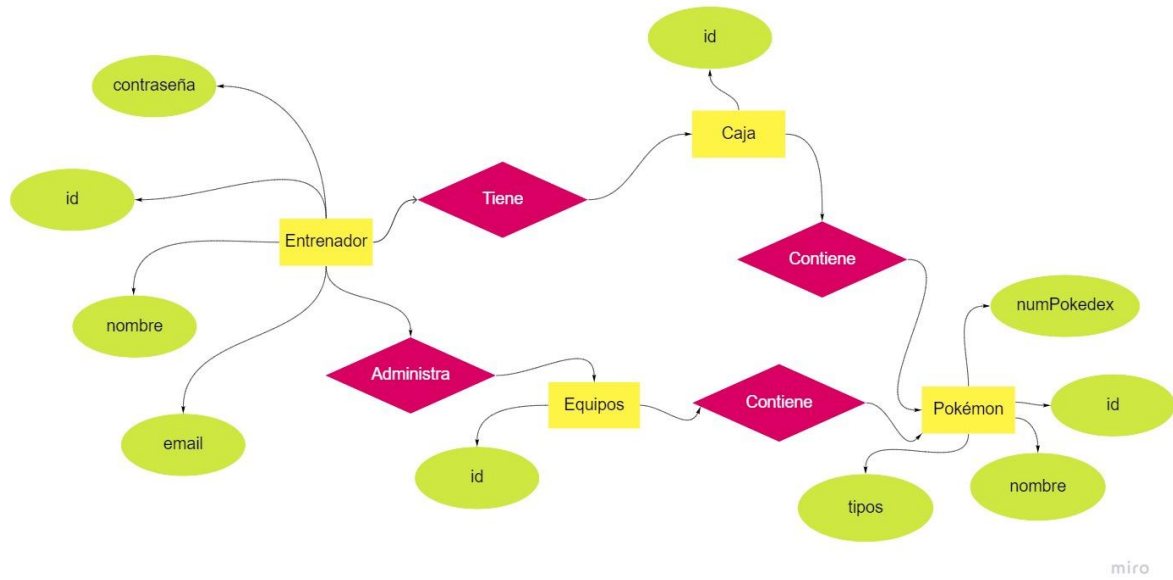 id
contraseña
Caja
id
Tiene
Entrenador
Contiene
nombre
numPokedex
Administra
Equipos
Contiene
Pokémon
id
email
id
tipos
nombre
miro